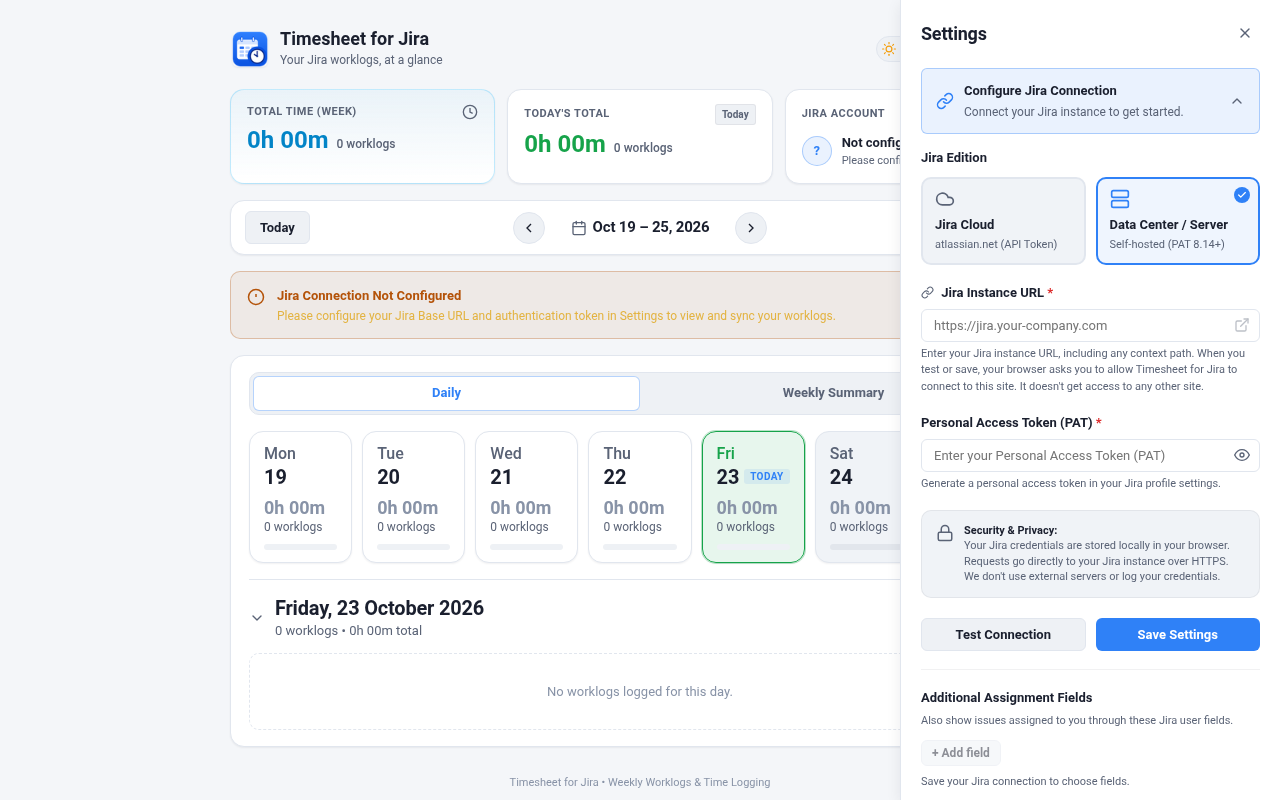 Timesheet for Jira
Your Jira worklogs, at a glance
TOTAL TIME (WEEK)
0h 00m 0 worklogs
TODAY'S TOTAL
Today
0h 00m 0 worklogs
JIRA ACCOUNT
?
Not
Please
Today
Oct 19 – 25, 2026
Jira Connection Not Configured
Please configure your Jira Base URL and authentication token in Settings to view and sync your worklogs.
Daily
Weekly Summary
Mon
19
0h 00m
0 worklogs
Tue
20
0h 00m
0 worklogs
Wed
21
0h 00m
0 worklogs
Thu
22
0h 00m
0 worklogs
Fri
23 TODAY
0h 00m
0 worklogs
Sat
24
0h 00m
0 worklogs
Friday, 23 October 2026
0 worklogs • 0h 00m total
No worklogs logged for this day.
Timesheet for Jira • Weekly Worklogs & Time Logging
Settings
Configure Jira Connection
Connect your Jira instance to get started.
Jira Edition
Jira Cloud
atlassian.net (API Token)
Data Center / Server
Self-hosted (PAT 8.14+)
Jira Instance URL *
https://jira.your-company.com
Enter your Jira instance URL, including any context path. When you
test or save, your browser asks you to allow Timesheet for Jira to
connect to this site. It doesn't get access to any other site.
Personal Access Token (PAT) *
Enter your Personal Access Token (PAT)
Generate a personal access token in your Jira profile settings.
Security & Privacy:
Your Jira credentials are stored locally in your browser.
Requests go directly to your Jira instance over HTTPS.
We don't use external servers or log your credentials.
Test Connection
Save Settings
Additional Assignment Fields
Also show issues assigned to you through these Jira user fields.
+ Add field
Save your Jira connection to choose fields.